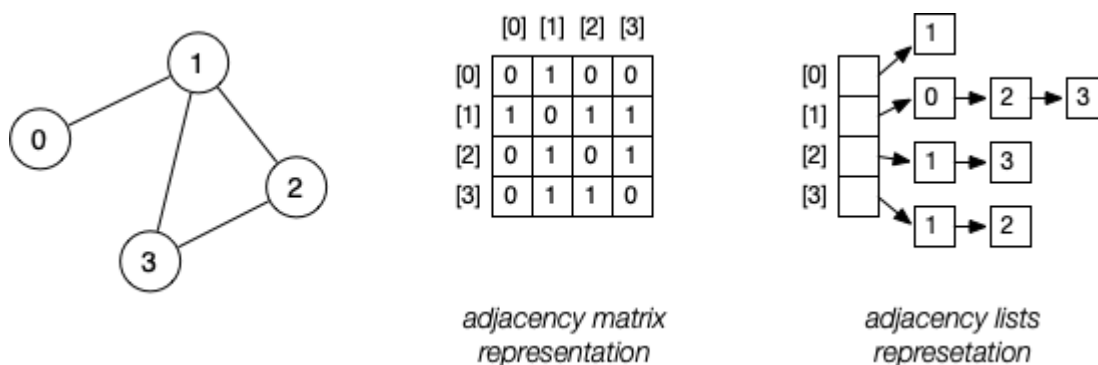 1
0
2
3
[0] [1] [2] [3]
[0] 0 1 0 0
[1] 1 0 1 1
[2] 0 1 0 1
[3] 0 1 1 0
adjacency matrix
representation
1
[0]
[1] 0 2 3
[2] 1 3
[3]
1 2
adjacency lists
represetation